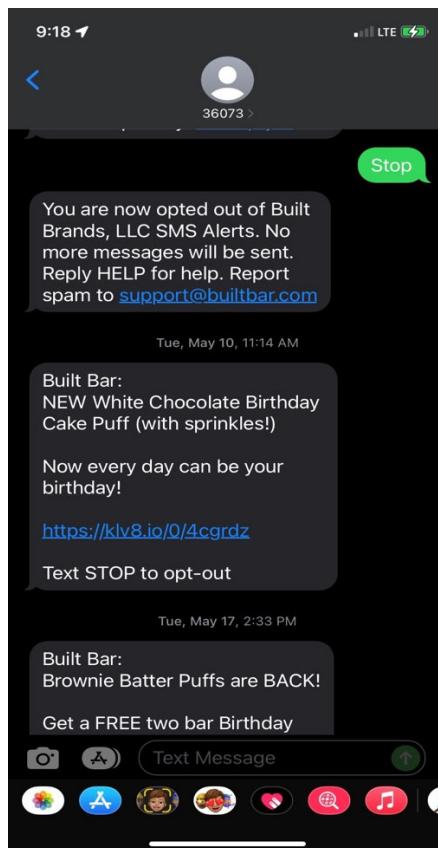 9:18
LTE
36073
Stop
You are now opted out of Built
Brands, LLC SMS Alerts. No
more messages will be sent.
Reply HELP for help. Report
spam to support@builtbar.com
Tue, May 10, 11:14 AM
Built Bar:
NEW White Chocolate Birthday
Cake Puff (with sprinkles!)
Now every day can be your
birthday!
https://klv8.io/0/4cgrdz
Text STOP to opt-out
Tue, May 17, 2:33 PM
Built Bar:
Brownie Batter Puffs are BACK!
Get a FREE two bar Birthday
Text Message